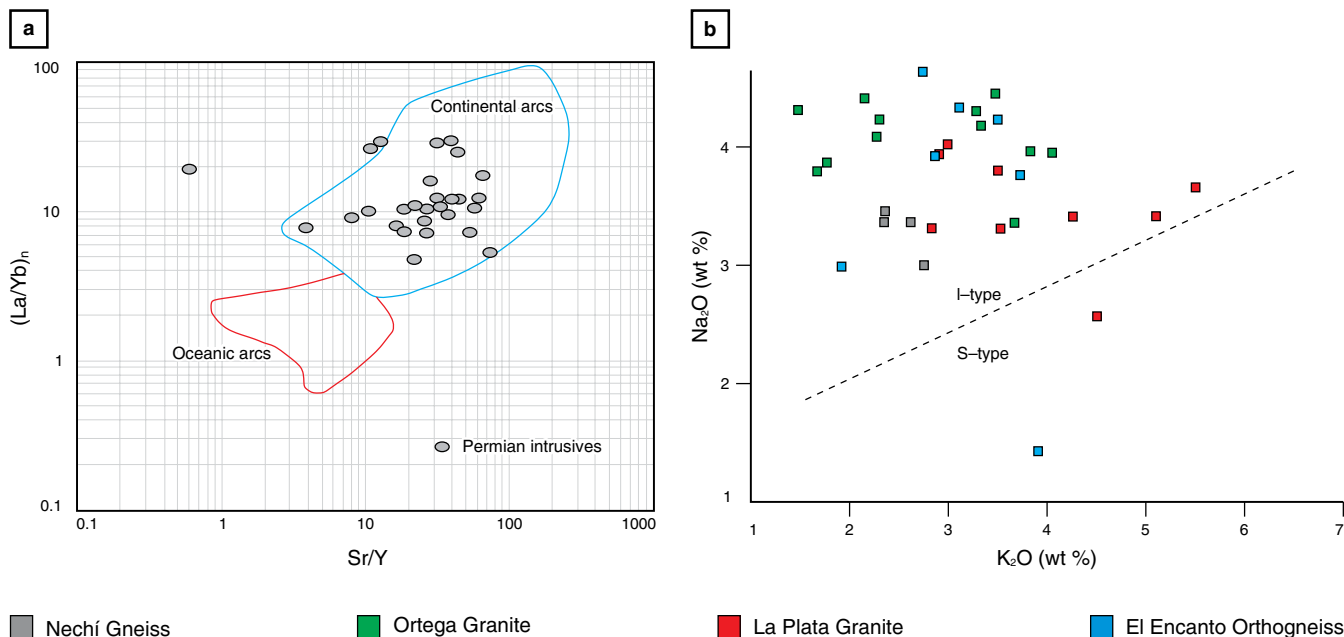 a
100
10
1
0.1
(La/Yb)n
Continental arcs
Oceanic arcs
Permian intrusives
0.1
1
10
100
1000
Sr/Y
b
4
3
2
1
Na₂O (wt %)
I–type
S–type
1
2
3
4
5
6
7
K₂O (wt %)
Nechí Gneiss
Ortega Granite
La Plata Granite
El Encanto Orthogneiss